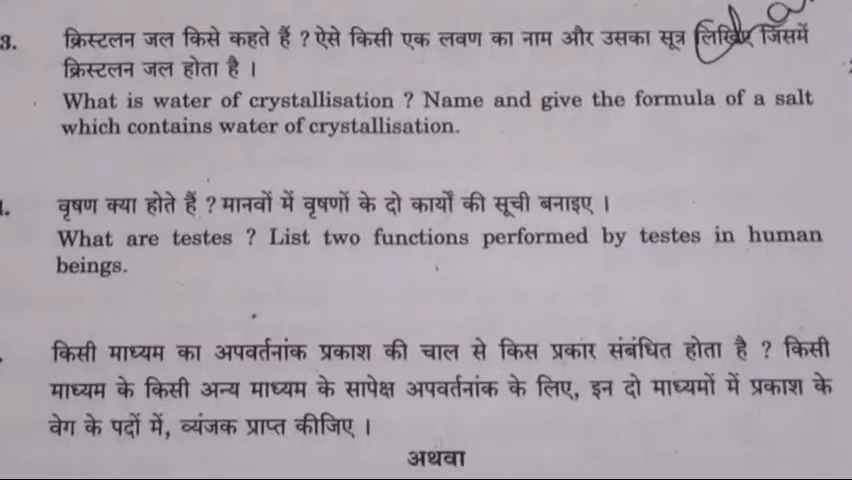 3. क्रिस्टलन जल किसे कहते हैं ? ऐसे किसी एक लवण का नाम और उसका सूत्र लिखिए जिसमें
क्रिस्टलन जल होता है ।
What is water of crystallisation ? Name and give the formula of a salt
which contains water of crystallisation.
वृषण क्या होते हैं ? मानवों में वृषणों के दो कार्यों की सूची बनाइए ।
What are testes ? List two functions performed by testes in human
beings.
किसी माध्यम का अपवर्तनांक प्रकाश की चाल से किस प्रकार संबंधित होता है ? किसी
माध्यम के किसी अन्य माध्यम के सापेक्ष अपवर्तनांक के लिए, इन दो माध्यमों में प्रकाश के
वेग के पदों में, व्यंजक प्राप्त कीजिए ।
अथवा